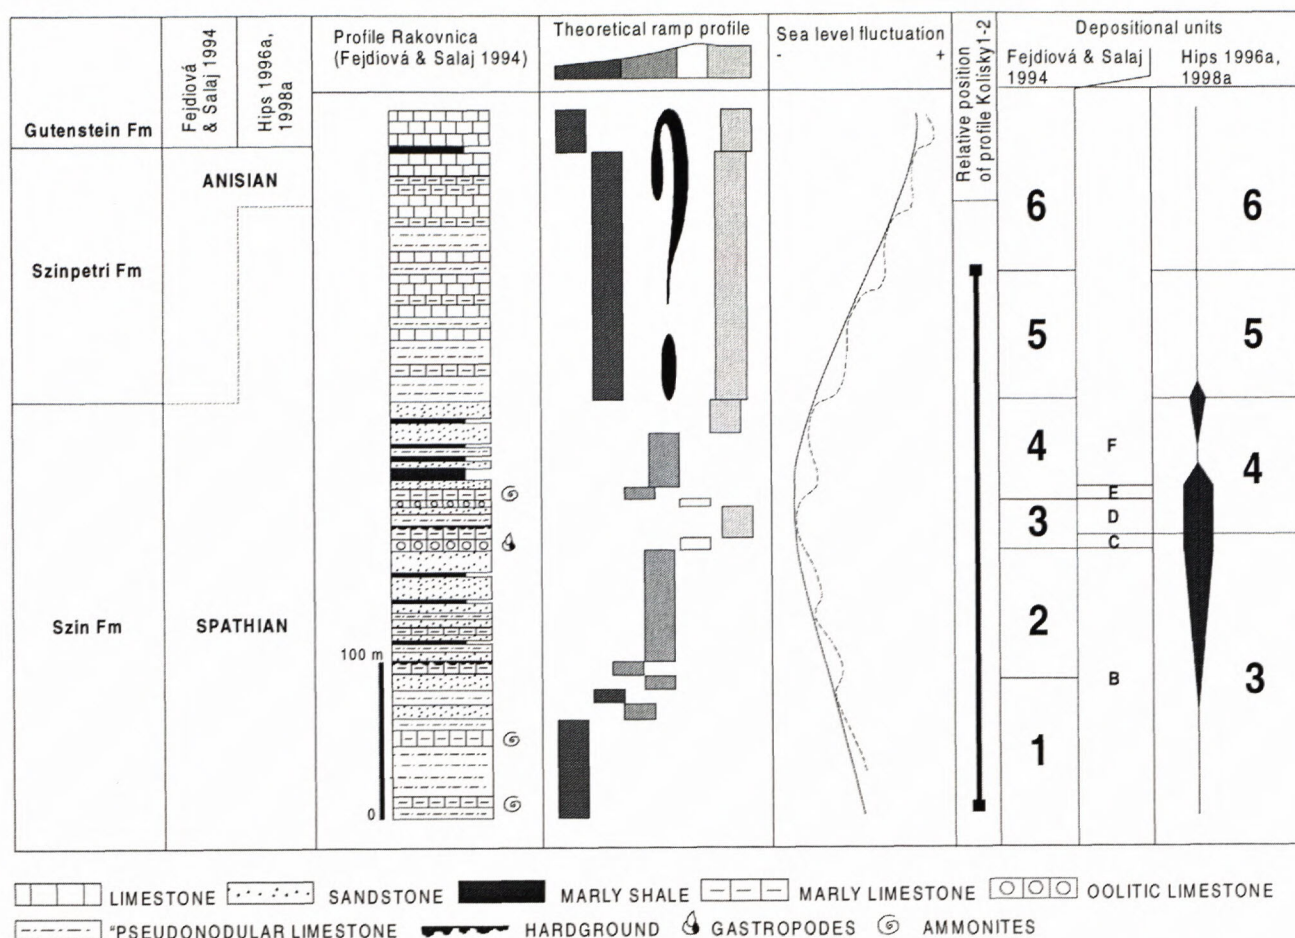 Fejdiová
& Salaj 1994
Hips 1996a,
1998a
Profile Rakovnica
(Fejdiová & Salaj 1994)
Theoretical ramp profile
Sea level fluctuation
-
+
Relative position
of profile Kolisky1-2
Depositional units
Fejdiová & Salaj
1994
Hips 1996a,
1998a
Gutenstein Fm
ANISIAN
Szinpetri Fm
Szin Fm
SPATHIAN
100 m
0
6
5
4
3
2
1
F
E
D
C
B
6
5
4
3
LIMESTONE
SANDSTONE
MARLY SHALE
MARLY LIMESTONE
OOLITIC LIMESTONE
"PSEUDONODULAR LIMESTONE
HARDGROUND
GASTROPODES
AMMONITES